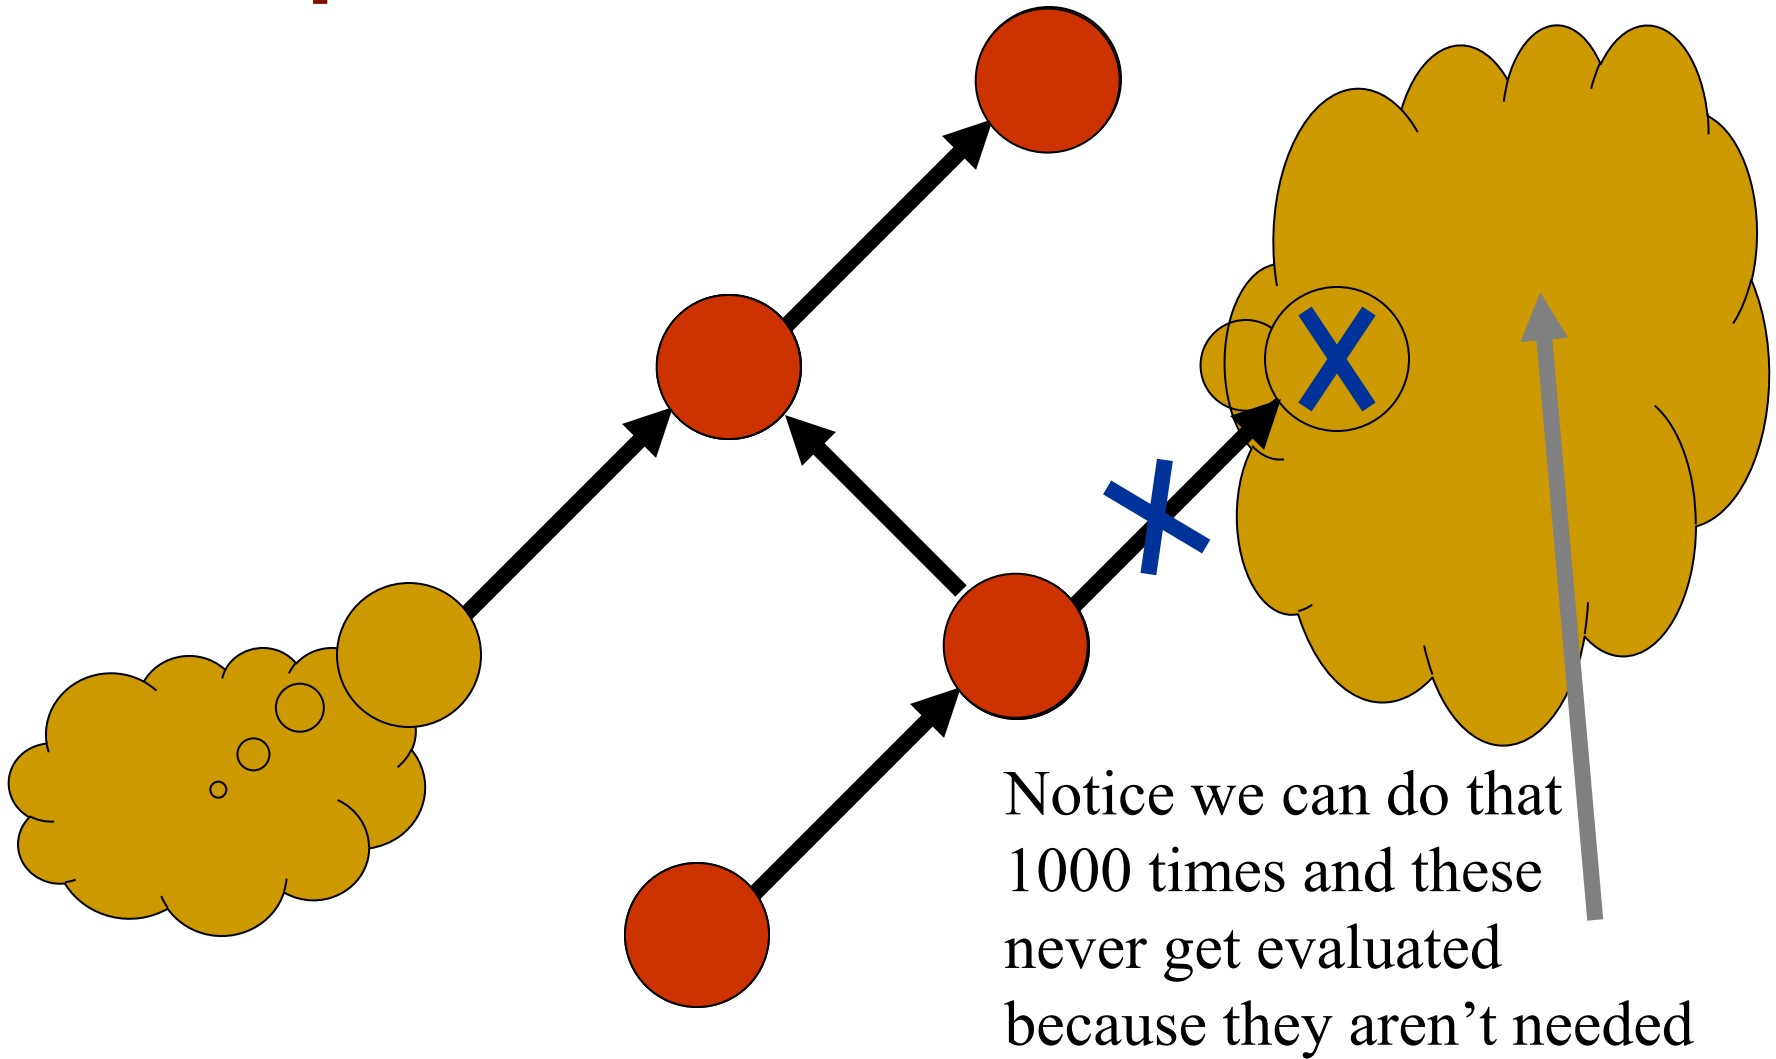 Notice we can do that
1000 times and these
never get evaluated
because they aren’t needed